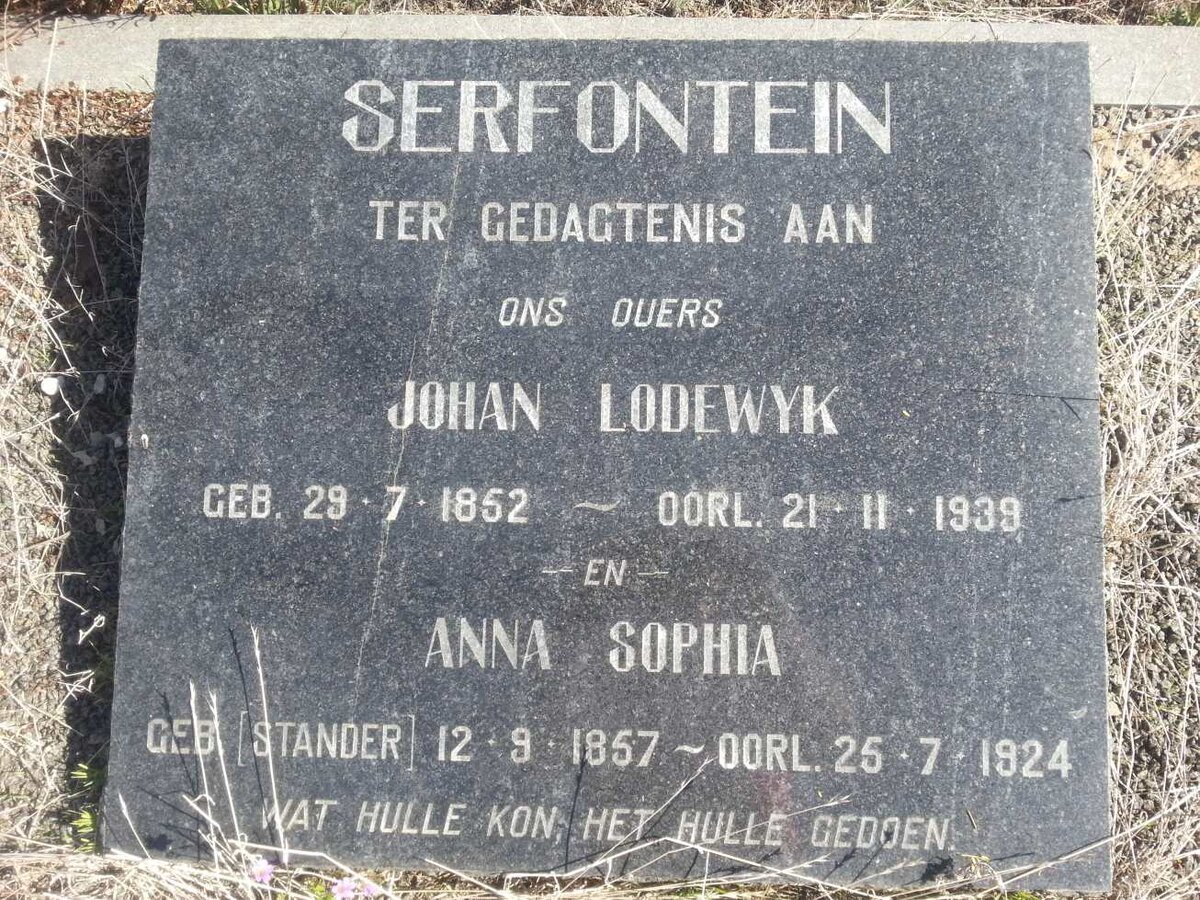 SERFONTEIN
TER GEDAGTENIS AAN
ONS OUERS
JOHAN LODEWYK
GEB. 29·7·1852 ~ OORL. 21·11·1939
— EN —
ANNA SOPHIA
GEB. [STANDER] 12·9·1857 ~ OORL. 25·7·1924
WAT HULLE KON, HET HULLE GEDOEN.